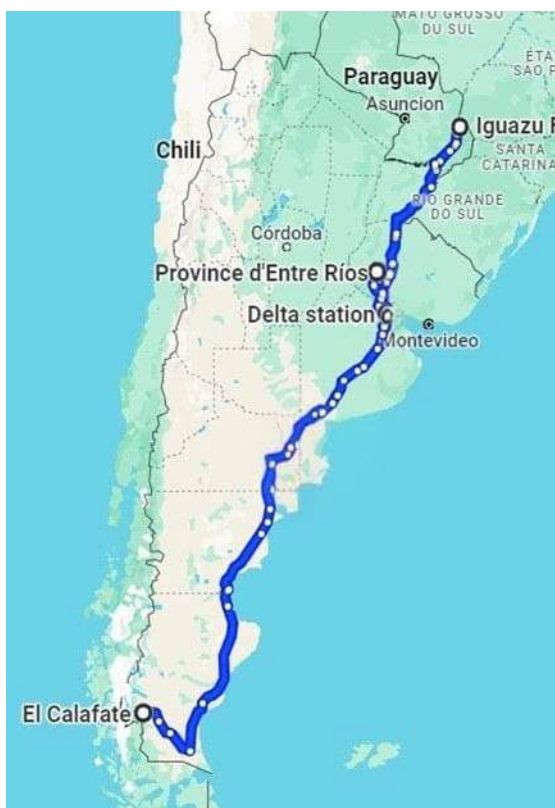 MATO GROSSO
DU SUL
Paraguay
Asuncion
Iguazu F
SANTA
CATARINA
Chili
RIO GRANDE
DO SUL
Córdoba
Province d'Entre Ríos
Delta station
Montevideo
El Calafate